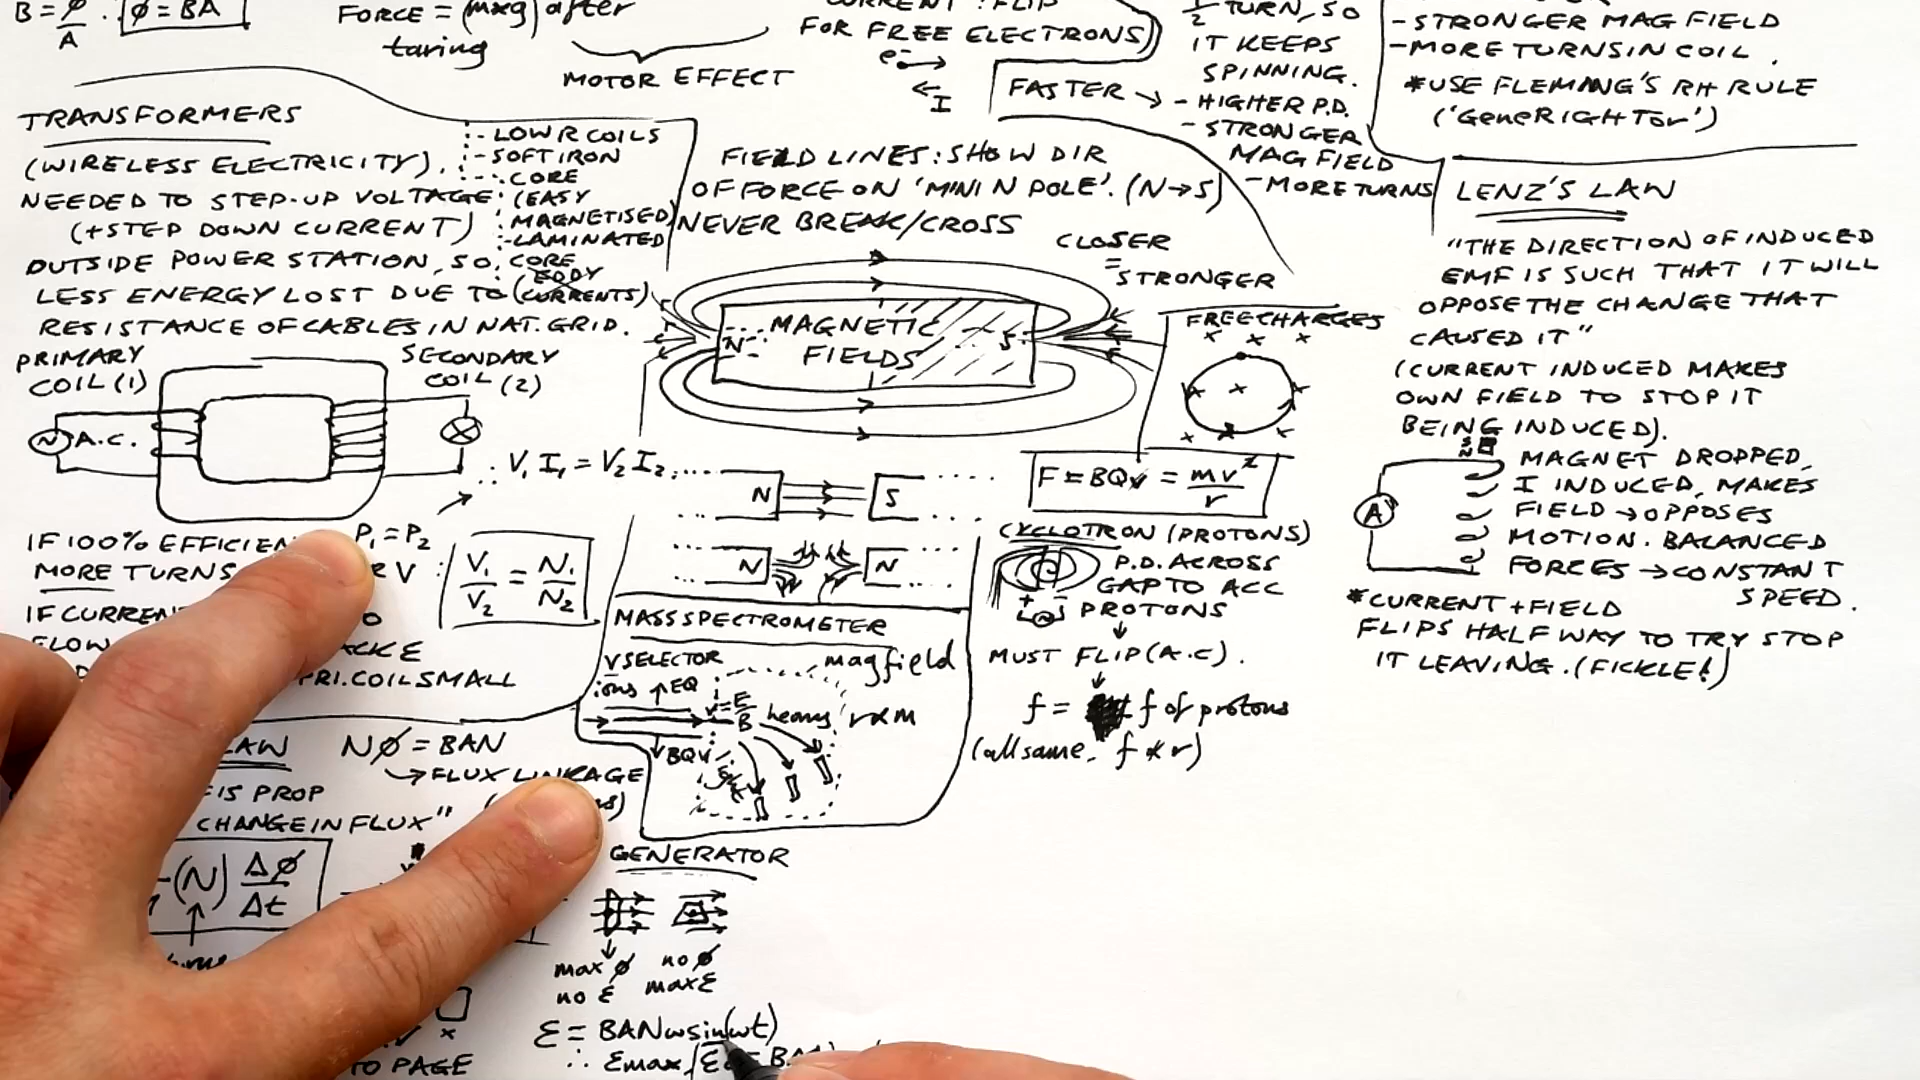 B = φ/A . φ = BA
FORCE = (m×g) after
taring
MOTOR EFFECT
FOR FREE ELECTRONS)
e⁻
I
½ TURN, SO
IT KEEPS
SPINNING.
FASTER → - HIGHER P.D.
- STRONGER
MAG FIELD
- MORE TURNS
- STRONGER MAG FIELD
- MORE TURNS IN COIL.
*USE FLEMING'S RH RULE
('GeneRIGHTor')
TRANSFORMERS
(WIRELESS ELECTRICITY).
NEEDED TO STEP-UP VOLTAGE
(+STEP DOWN CURRENT)
OUTSIDE POWER STATION, SO
LESS ENERGY LOST DUE TO
RESISTANCE OF CABLES IN NAT. GRID.
- LOW R COILS
- SOFT IRON
CORE
(EASY
MAGNETISED)
- LAMINATED
CORE
(EDDY
CURRENTS)
PRIMARY
COIL (1)
SECONDARY
COIL (2)
A.C.
∴ V₁I₁ = V₂I₂
P₁ = P₂
IF 100% EFFICIEN
MORE TURNS
R V :
V₁/V₂ = N₁/N₂
IF CURREN
FLOW
PRI. COIL SMALL
FIELD LINES: SHOW DIR
OF FORCE ON 'MINI N POLE'. (N→S)
NEVER BREAK/CROSS
CLOSER
=
STRONGER
N MAGNETIC S
FIELDS
N S
N N
FREE CHARGES
F = BQv = mv²/r
CYCLOTRON (PROTONS)
P.D. ACROSS
GAP TO ACC
PROTONS
MUST FLIP (A.C).
f = f of protons
(all same.
MASS SPECTROMETER
V SELECTOR
mag field
ions ↑EQ
v = E/B
heavy r∝m
BQv
LENZ'S LAW
"THE DIRECTION OF INDUCED
EMF IS SUCH THAT IT WILL
OPPOSE THE CHANGE THAT
CAUSED IT"
(CURRENT INDUCED MAKES
OWN FIELD TO STOP IT
BEING INDUCED).
S
N
A
MAGNET DROPPED,
I INDUCED, MAKES
FIELD → OPPOSES
MOTION. BALANCED
FORCES → CONSTANT
SPEED.
*CURRENT + FIELD
FLIPS HALF WAY TO TRY STOP
IT LEAVING. (FICKLE!)
LAW
Nφ = BAN
→ FLUX LINKAGE
IS PROP
CHANGE IN FLUX"
-(N) Δφ/Δt
TO PAGE
GENERATOR
max φ
no ε
no φ
max ε
ε = BANωsin(ωt)
∴ εmax